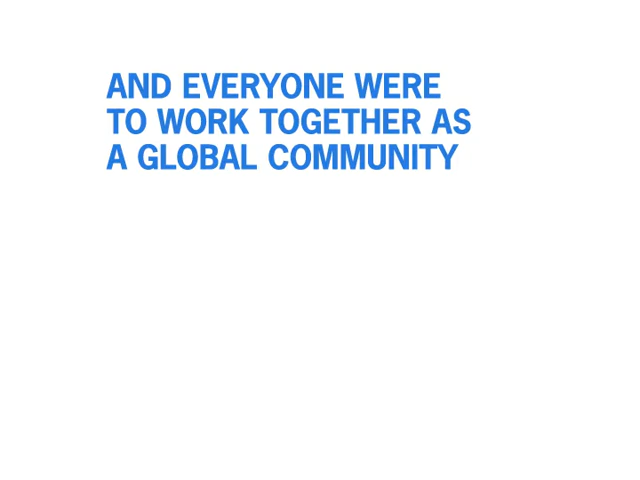 AND EVERYONE WERE
TO WORK TOGETHER AS
A GLOBAL COMMUNITY